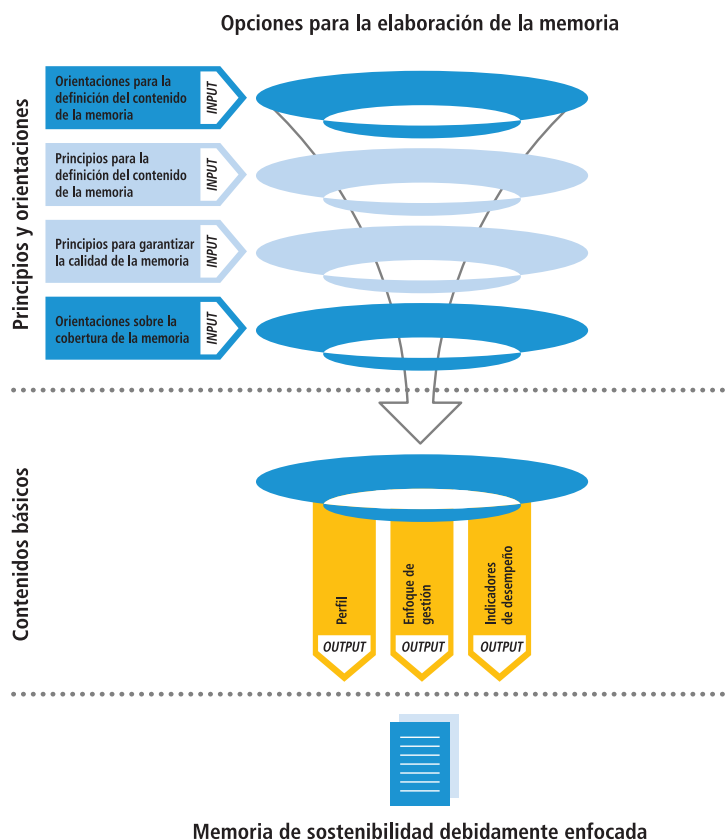 Opciones para la elaboración de la memoria
Principios y orientaciones
Orientaciones para la
definición del contenido
de la memoria
INPUT
Principios para la
definición del contenido
de la memoria
INPUT
Principios para garantizar
la calidad de la memoria
INPUT
Orientaciones sobre la
cobertura de la memoria
INPUT
Contenidos básicos
Perfil
OUTPUT
Enfoque de
gestión
OUTPUT
Indicadores
de desempeño
OUTPUT
Memoria de sostenibilidad debidamente enfocada